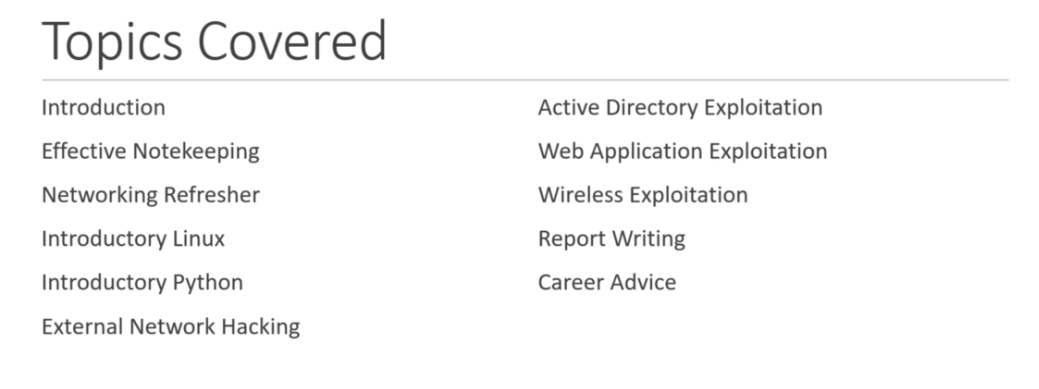 Topics Covered
Introduction
Effective Notekeeping
Networking Refresher
Introductory Linux
Introductory Python
External Network Hacking
Active Directory Exploitation
Web Application Exploitation
Wireless Exploitation
Report Writing
Career Advice